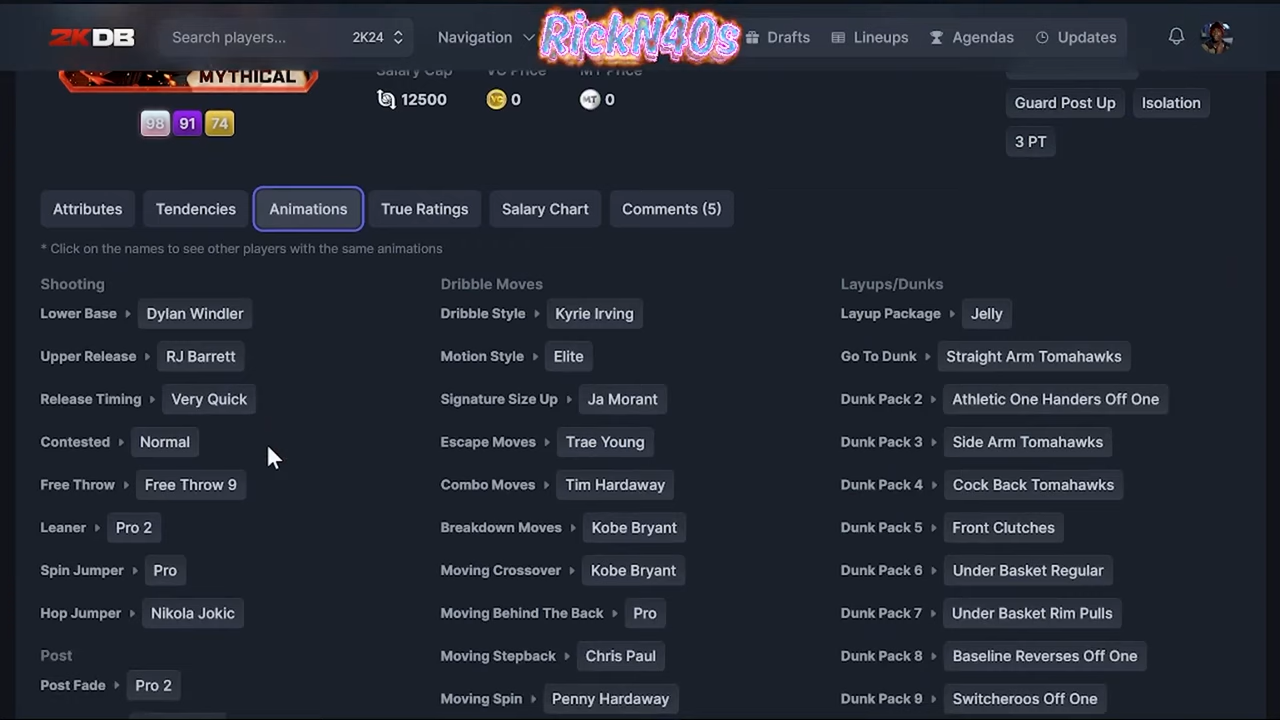 2KDB
Search players...
2K24
Navigation
RickN40s
Drafts
Lineups
Agendas
Updates
MYTHICAL
Salary Cap
VC Price
MT Price
12500
VC
0
MT
0
Guard Post Up
Isolation
3 PT
98
91
74
Attributes
Tendencies
Animations
True Ratings
Salary Chart
Comments (5)
* Click on the names to see other players with the same animations
Shooting
Lower Base
Dylan Windler
Upper Release
RJ Barrett
Release Timing
Very Quick
Contested
Normal
Free Throw
Free Throw 9
Leaner
Pro 2
Spin Jumper
Pro
Hop Jumper
Nikola Jokic
Post
Post Fade
Pro 2
Dribble Moves
Dribble Style
Kyrie Irving
Motion Style
Elite
Signature Size Up
Ja Morant
Escape Moves
Trae Young
Combo Moves
Tim Hardaway
Breakdown Moves
Kobe Bryant
Moving Crossover
Kobe Bryant
Moving Behind The Back
Pro
Moving Stepback
Chris Paul
Moving Spin
Penny Hardaway
Layups/Dunks
Layup Package
Jelly
Go To Dunk
Straight Arm Tomahawks
Dunk Pack 2
Athletic One Handers Off One
Dunk Pack 3
Side Arm Tomahawks
Dunk Pack 4
Cock Back Tomahawks
Dunk Pack 5
Front Clutches
Dunk Pack 6
Under Basket Regular
Dunk Pack 7
Under Basket Rim Pulls
Dunk Pack 8
Baseline Reverses Off One
Dunk Pack 9
Switcheroos Off One